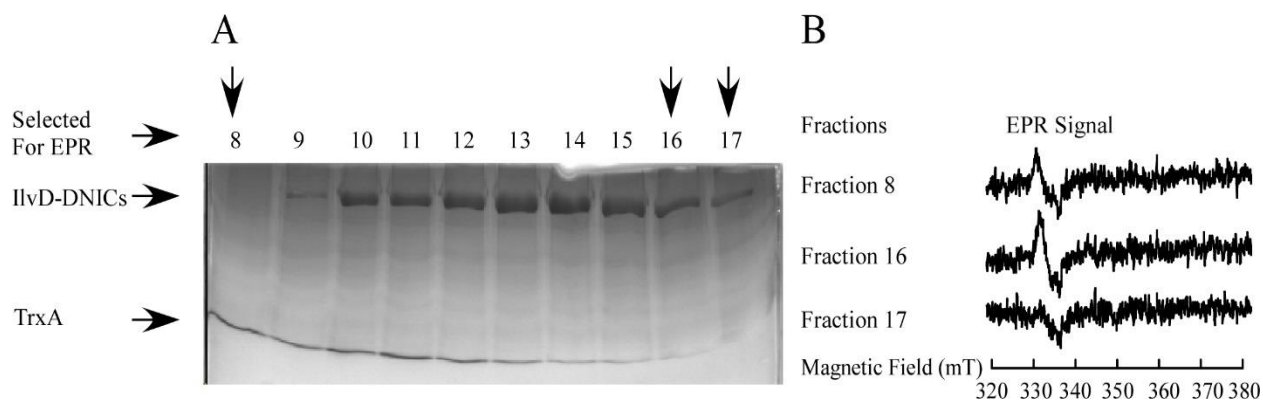 A
B
Selected
For EPR
8 9 10 11 12 13 14 15 16 17
IlvD-DNICs
TrxA
Fractions EPR Signal
Fraction 8
Fraction 16
Fraction 17
Magnetic Field (mT)
320 330 340 350 360 370 380